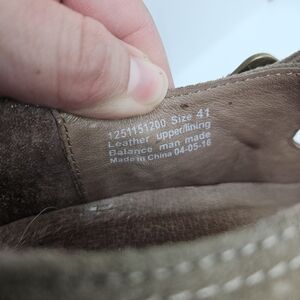 1251151200 Size 41
Leather upper/lining
Balance man made
Made in China 04-05-16